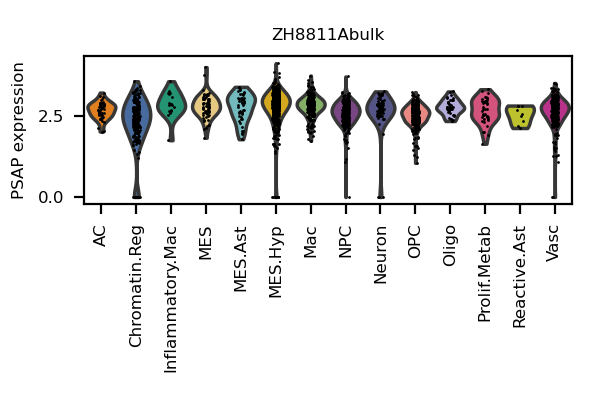 ZH8811Abulk
PSAP expression
2.5
0.0
AC
Chromatin.Reg
Inflammatory.Mac
MES
MES.Ast
MES.Hyp
Mac
NPC
Neuron
OPC
Oligo
Prolif.Metab
Reactive.Ast
Vasc